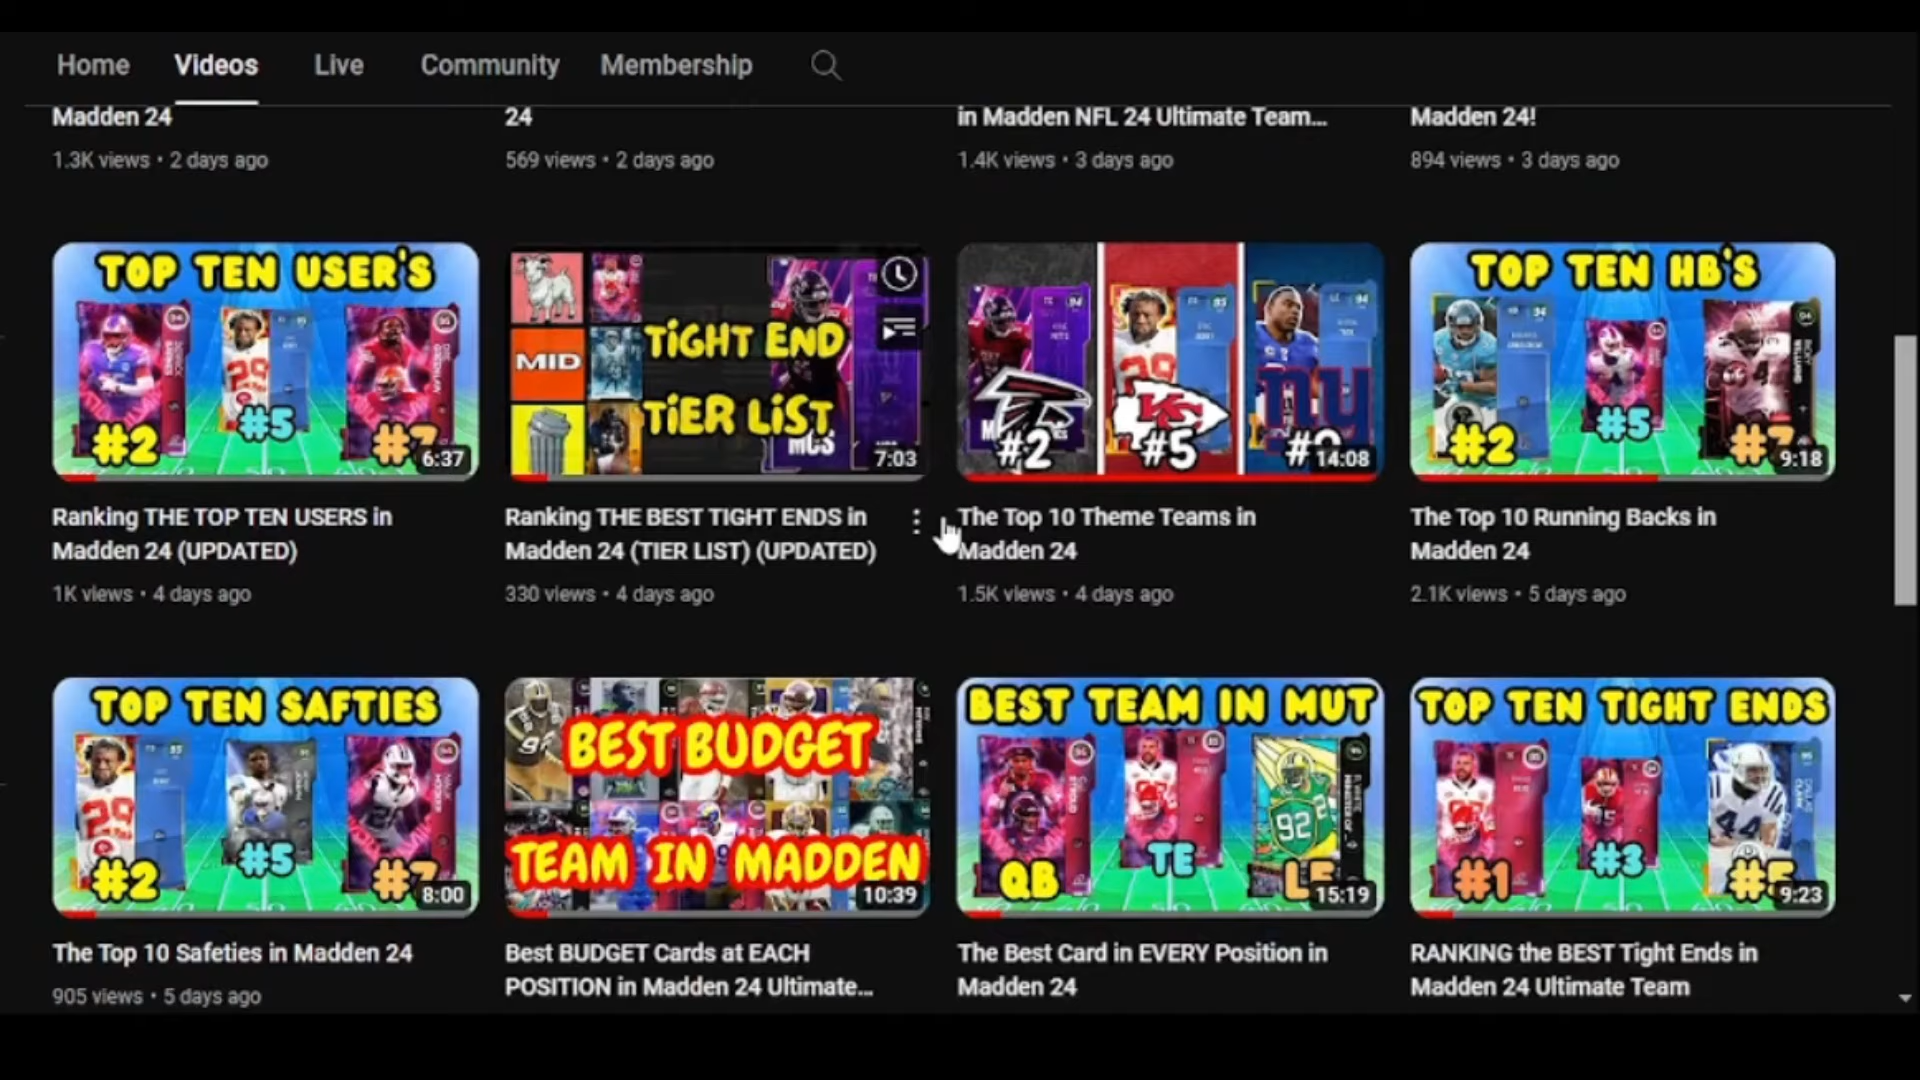 Home Videos Live Community Membership
Madden 24
24
in Madden NFL 24 Ultimate Team...
Madden 24!
1.3K views • 2 days ago
569 views • 2 days ago
1.4K views • 3 days ago
894 views • 3 days ago
TOP TEN USER'S
#2
#5
#7
6:37
MID
TIGHT END
TIER LIST
7:03
#2
#5
14:08
TOP TEN HB'S
#2
#5
#7
9:18
Ranking THE TOP TEN USERS in
Madden 24 (UPDATED)
1K views • 4 days ago
Ranking THE BEST TIGHT ENDS in
Madden 24 (TIER LIST) (UPDATED)
330 views • 4 days ago
The Top 10 Theme Teams in
Madden 24
1.5K views • 4 days ago
The Top 10 Running Backs in
Madden 24
2.1K views • 5 days ago
TOP TEN SAFTIES
#2
#5
#7
8:00
BEST BUDGET
TEAM IN MADDEN
10:39
BEST TEAM IN MUT
QB
TE
15:19
TOP TEN TIGHT ENDS
#1
#3
#5
9:23
The Top 10 Safeties in Madden 24
905 views • 5 days ago
Best BUDGET Cards at EACH
POSITION in Madden 24 Ultimate...
The Best Card in EVERY Position in
Madden 24
RANKING the BEST Tight Ends in
Madden 24 Ultimate Team